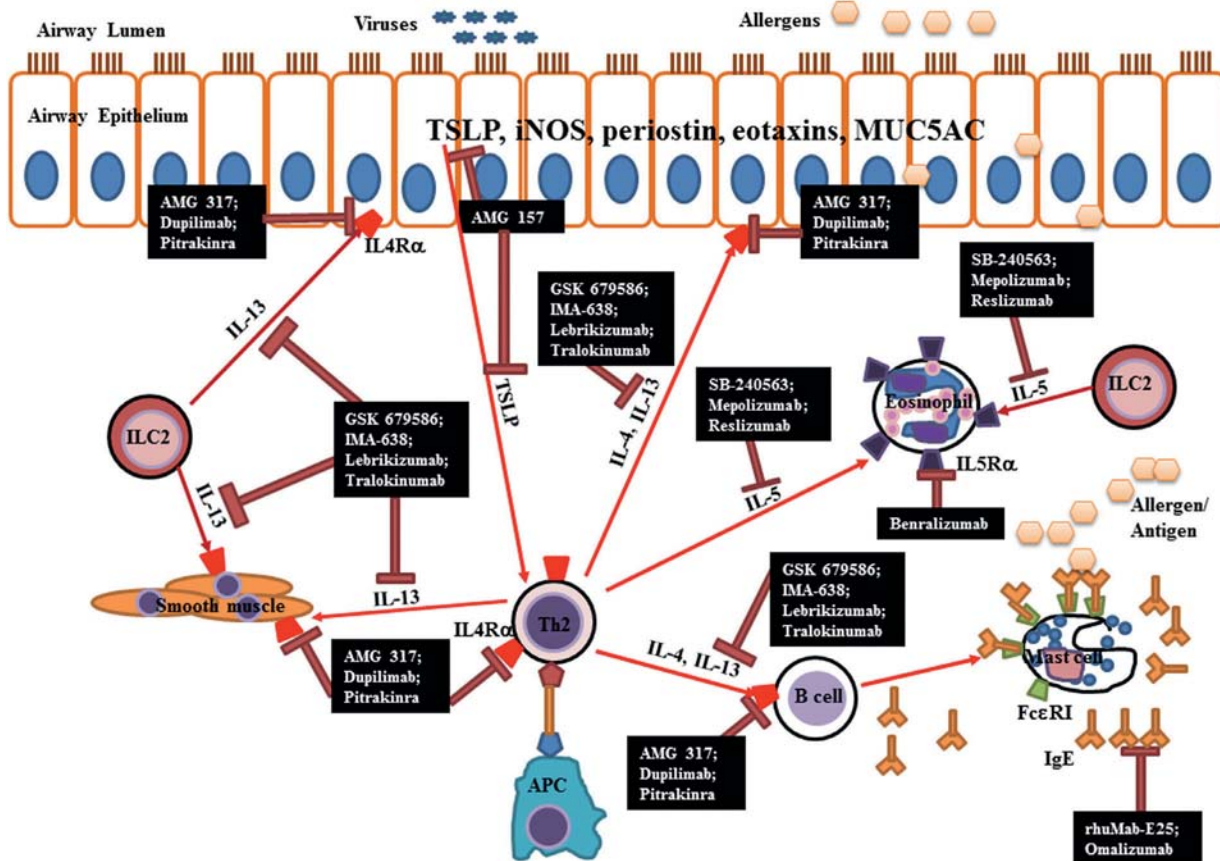 Airway Lumen
Viruses
Allergens
Airway Epithelium
TSLP, iNOS, periostin, eotaxins, MUC5AC
AMG 317;
Dupilimab;
Pitrakinra
IL4Rα
AMG 157
AMG 317;
Dupilimab;
Pitrakinra
SB-240563;
Mepolizumab;
Reslizumab
GSK 679586;
IMA-638;
Lebrikizumab;
Tralokinumab
IL-13
TSLP
IL-4, IL-13
SB-240563;
Mepolizumab;
Reslizumab
IL-5
Eosinophil
IL-5
ILC2
IL5Rα
Benralizumab
ILC2
IL-13
GSK 679586;
IMA-638;
Lebrikizumab;
Tralokinumab
Allergen/
Antigen
Smooth muscle
IL-13
IL4Rα
Th2
IL-4, IL-13
GSK 679586;
IMA-638;
Lebrikizumab;
Tralokinumab
B cell
Mast cell
FcεRI
IgE
AMG 317;
Dupilimab;
Pitrakinra
AMG 317;
Dupilimab;
Pitrakinra
APC
rhuMab-E25;
Omalizumab